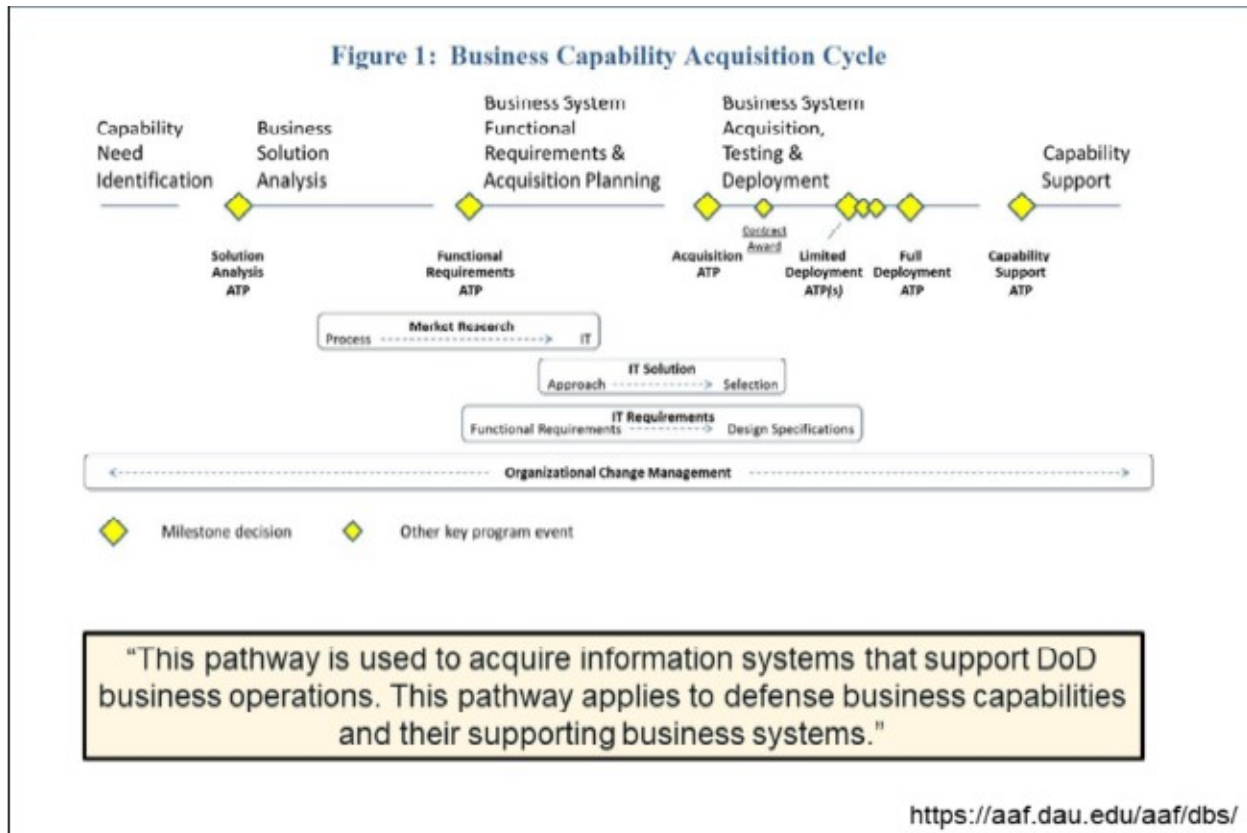 Figure 1: Business Capability Acquisition Cycle
Capability
Need
Identification
Business
Solution
Analysis
Business System
Functional
Requirements &
Acquisition Planning
Business System
Acquisition,
Testing &
Deployment
Capability
Support
Solution
Analysis
ATP
Functional
Requirements
ATP
Acquisition
ATP
Contract
Award
Limited
Deployment
ATP(s)
Full
Deployment
ATP
Capability
Support
ATP
Market Research
Process IT
IT Solution
Approach Selection
IT Requirements
Functional Requirements Design Specifications
Organizational Change Management
Milestone decision Other key program event
“This pathway is used to acquire information systems that support DoD
business operations. This pathway applies to defense business capabilities
and their supporting business systems.”
https://aaf.dau.edu/aaf/dbs/